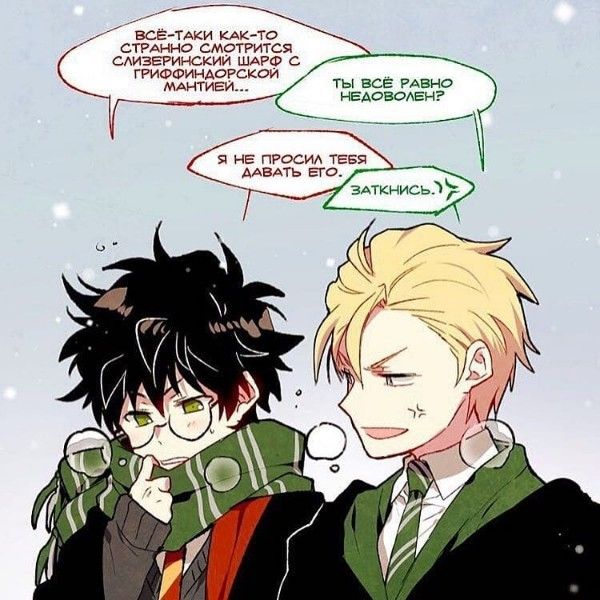 ВСЁ-ТАКИ КАК-ТО
СТРАННО СМОТРИТСЯ
СЛИЗЕРИНСКИЙ ШАРФ С
ГРИФФИНДОРСКОЙ
МАНТИЕЙ...
ТЫ ВСЁ РАВНО
НЕДОВОЛЕН?
Я НЕ ПРОСИЛ ТЕБЯ
ДАВАТЬ ЕГО.
ЗАТКНИСЬ.